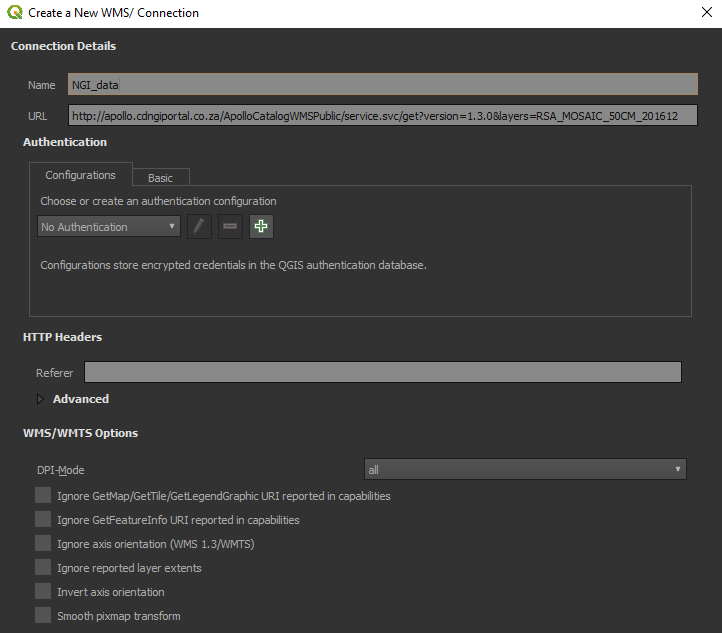 Create a New WMS/ Connection
Connection Details
Name NGI_data
URL http://apollo.cdngiportal.co.za/ApolloCatalogWMSPublic/service.svc/get?version=1.3.0&layers=RSA_MOSAIC_50CM_201612
Authentication
Configurations Basic
Choose or create an authentication configuration
No Authentication
Configurations store encrypted credentials in the QGIS authentication database.
HTTP Headers
Referer
Advanced
WMS/WMTS Options
DPI-Mode all
Ignore GetMap/GetTile/GetLegendGraphic URI reported in capabilities
Ignore GetFeatureInfo URI reported in capabilities
Ignore axis orientation (WMS 1.3/WMTS)
Ignore reported layer extents
Invert axis orientation
Smooth pixmap transform